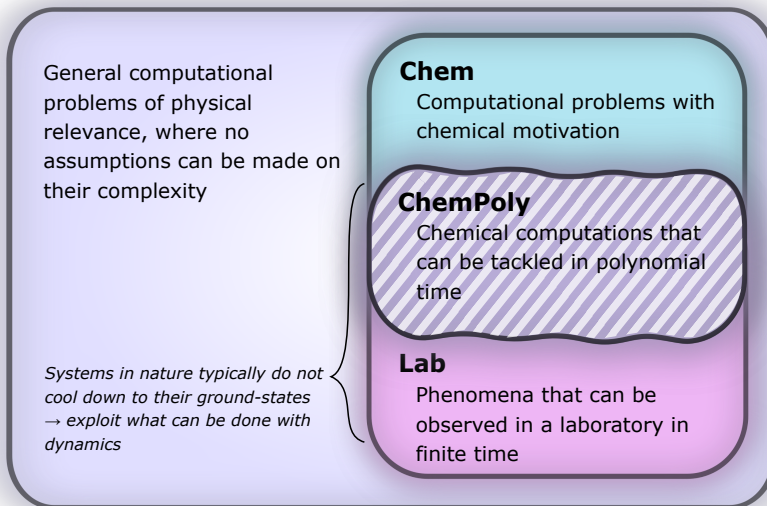 General computational
problems of physical
relevance, where no
assumptions can be made on
their complexity
Chem
Computational problems with
chemical motivation
ChemPoly
Chemical computations that
can be tackled in polynomial
time
Systems in nature typically do not
cool down to their ground-states
→ exploit what can be done with
dynamics
Lab
Phenomena that can be
observed in a laboratory in
finite time